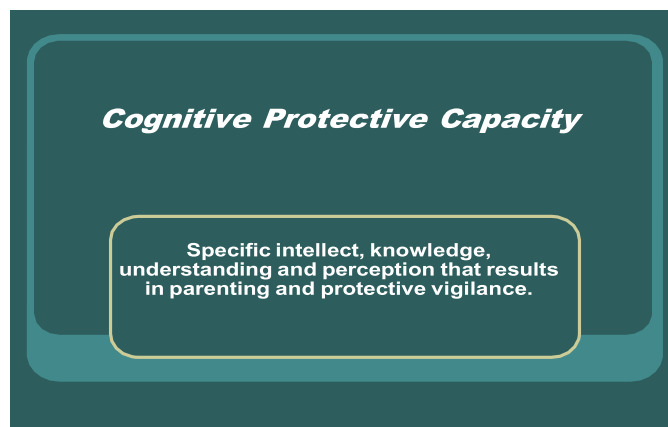 Cognitive Protective Capacity
Specific intellect, knowledge,
understanding and perception that results
in parenting and protective vigilance.